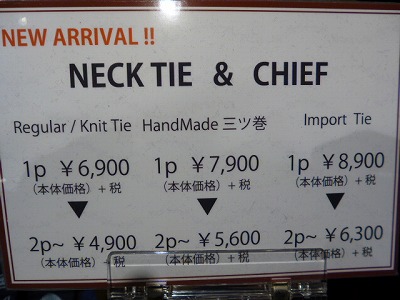 NEW ARRIVAL !!
NECK TIE & CHIEF
Regular / Knit Tie HandMade 三ツ巻 Import Tie
1p ￥6,900 1p ￥7,900 1p ￥8,900
(本体価格) + 税 (本体価格) + 税 (本体価格) + 税
▼ ▼ ▼
2p~ ￥4,900 2p~ ￥5,600 2p~ ￥6,300
(本体価格) + 税 (本体価格) + 税 (本体価格) + 税